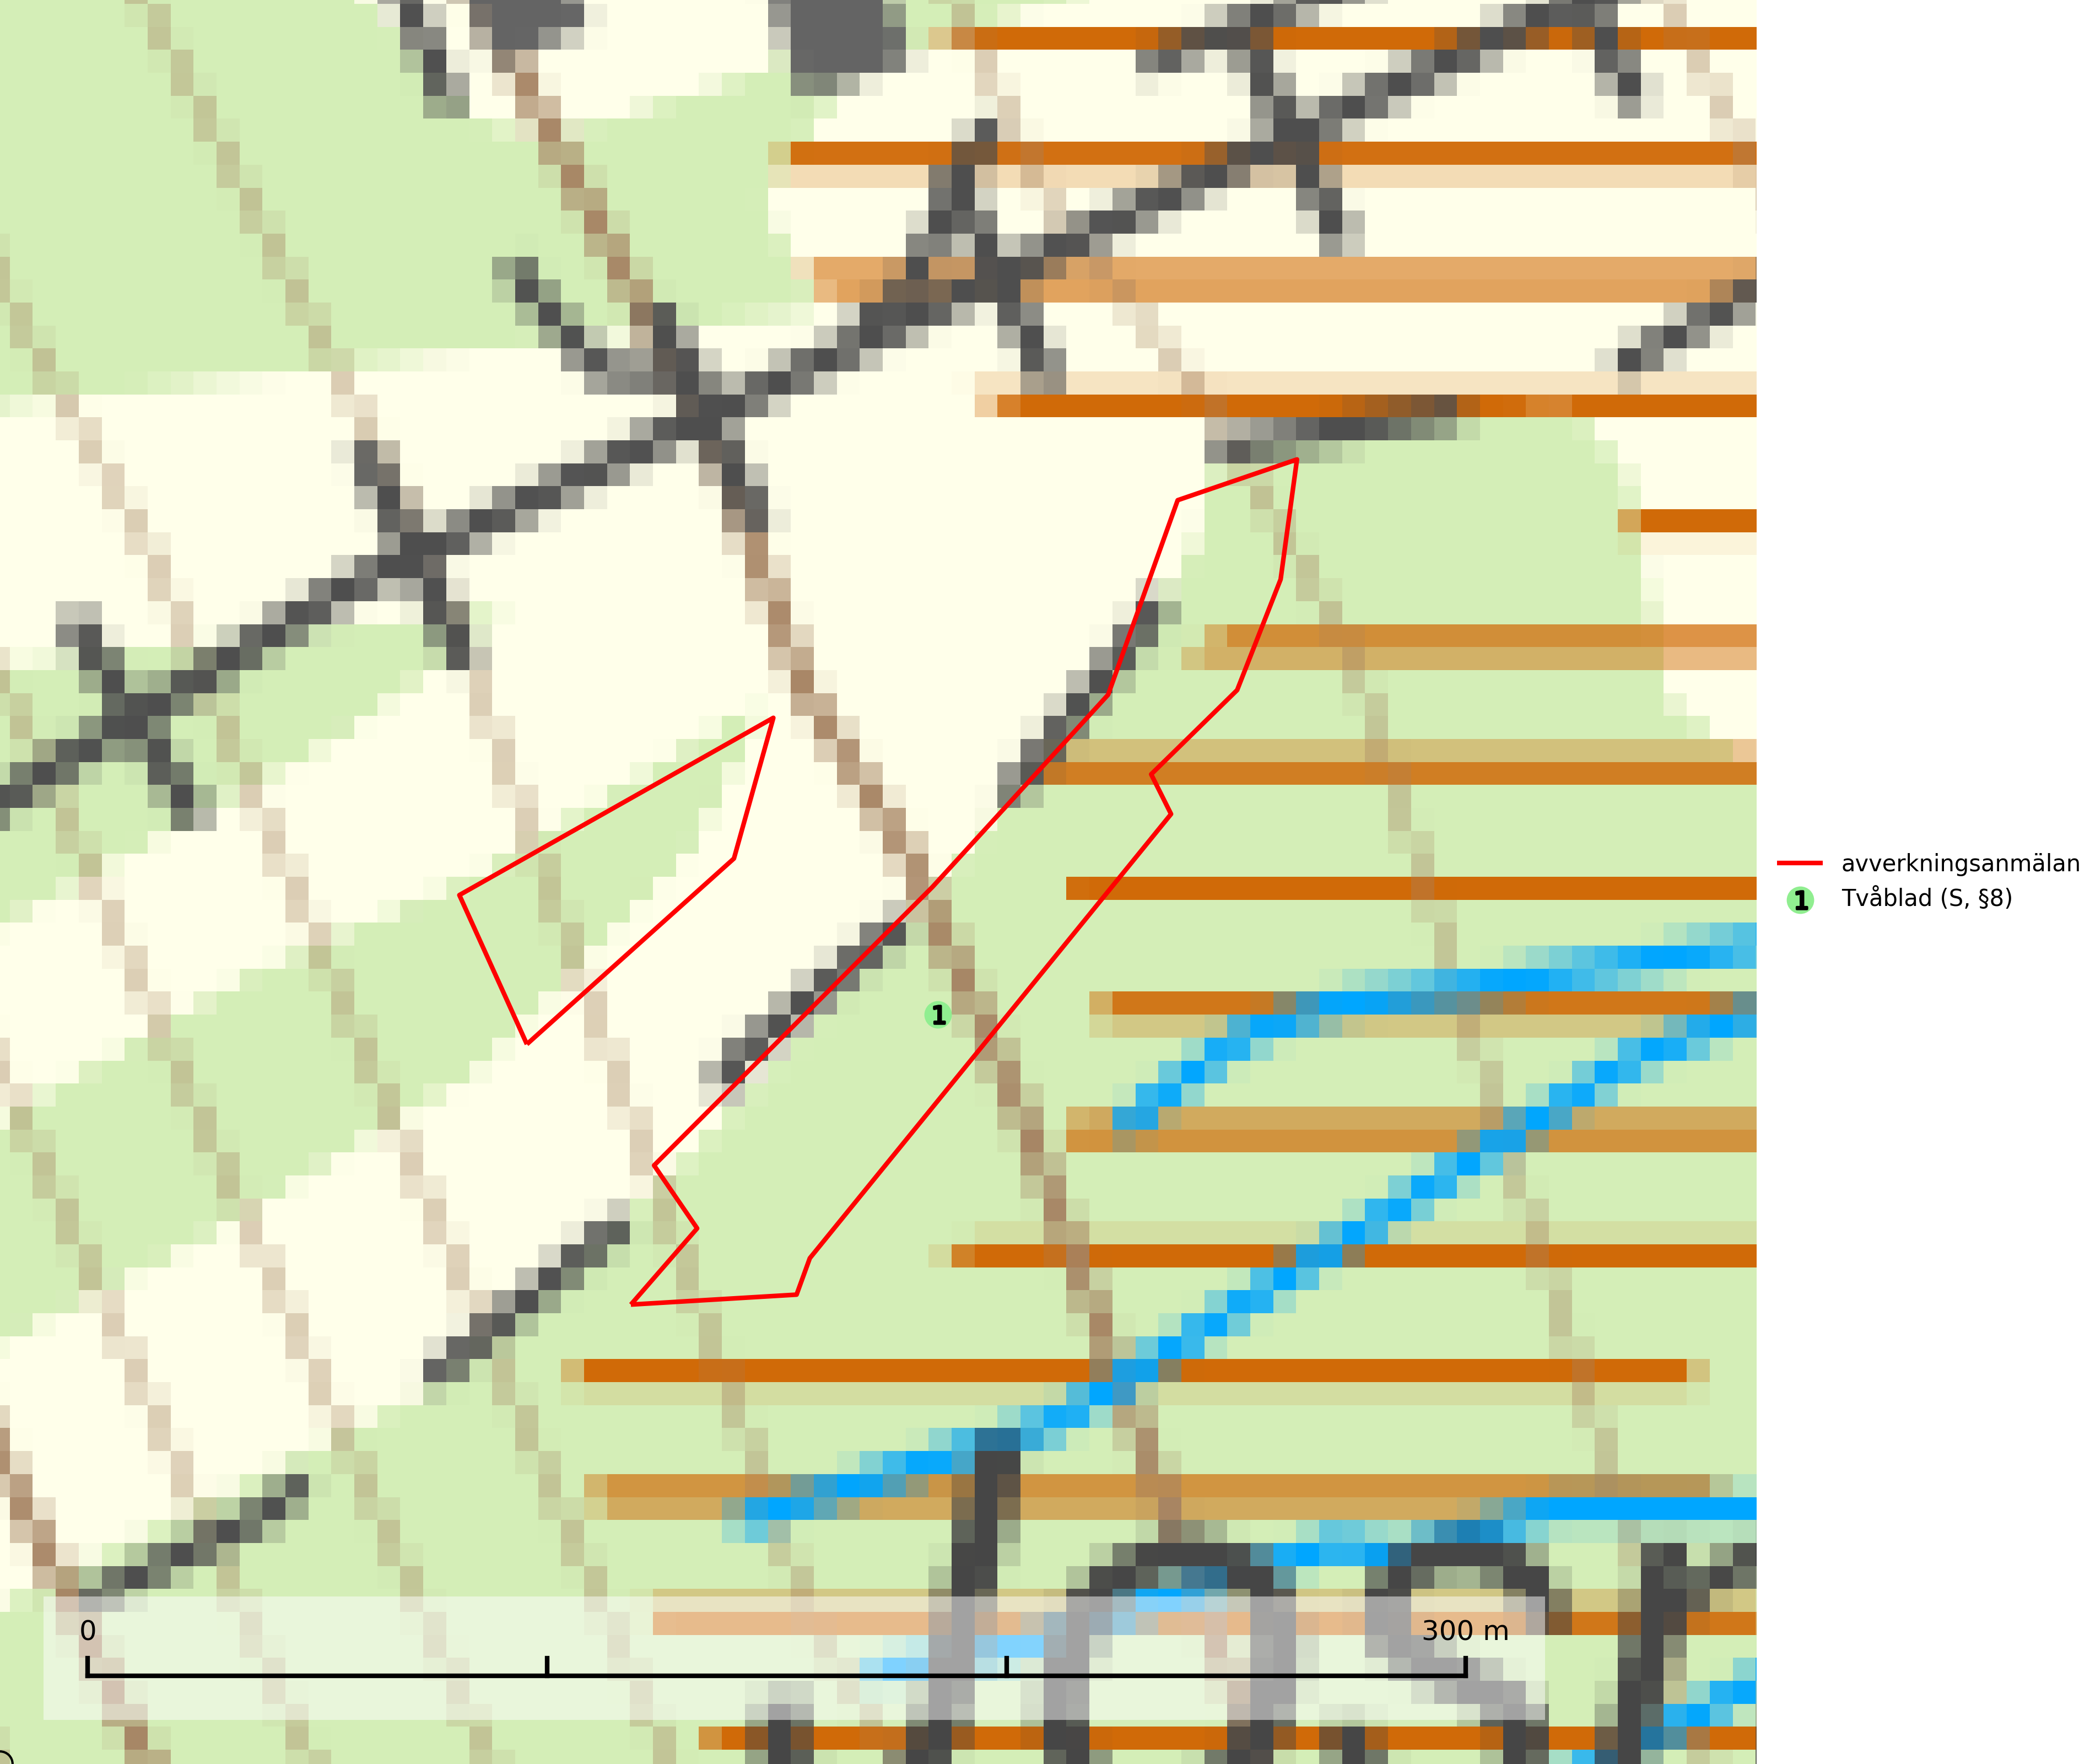 1
avverkningsanmälan
1 Tvåblad (S, §8)
0 300 m